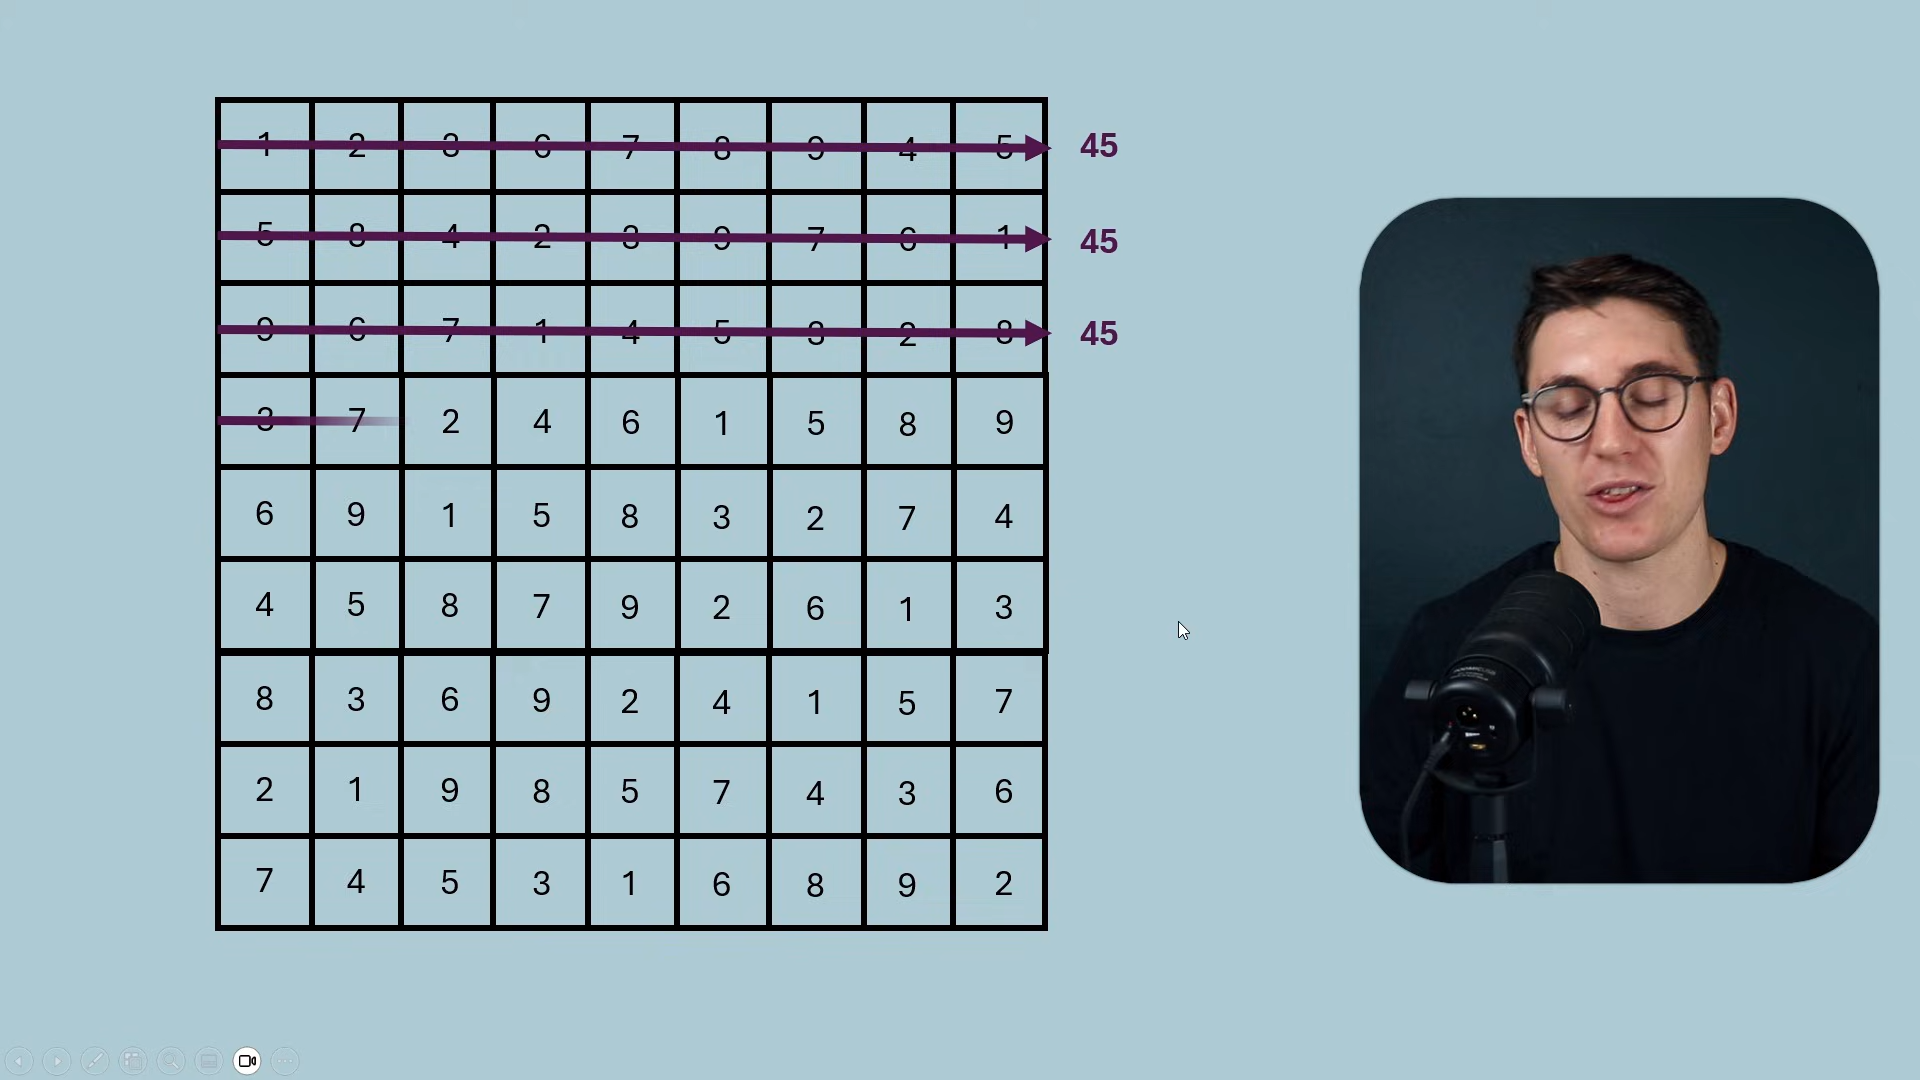 1 2 3 6 7 8 9 4 5 45
5 8 4 2 3 9 7 6 1 45
9 6 7 1 4 5 3 2 8 45
3 7 2 4 6 1 5 8 9
6 9 1 5 8 3 2 7 4
4 5 8 7 9 2 6 1 3
8 3 6 9 2 4 1 5 7
2 1 9 8 5 7 4 3 6
7 4 5 3 1 6 8 9 2